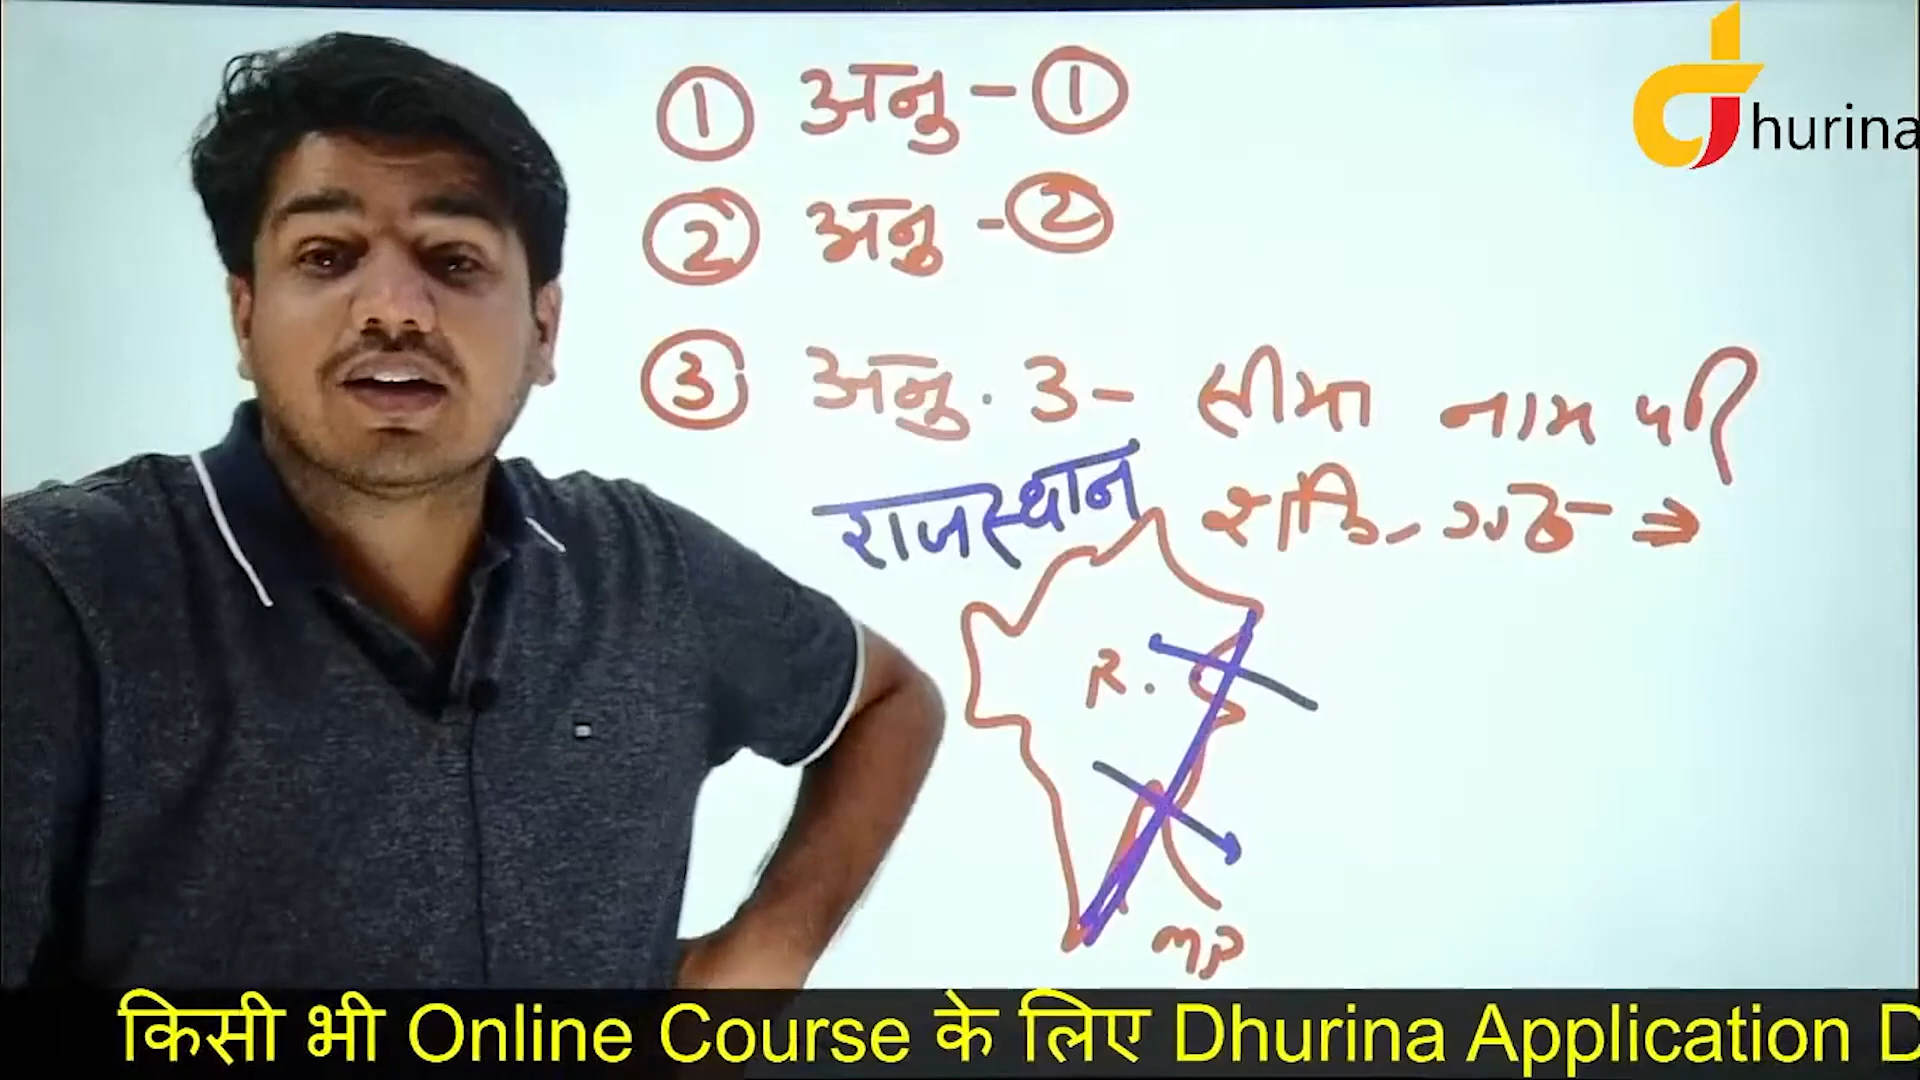 ① अनु - ①
② अनु - ②
③ अनु. 3 - सीमा नाम परि
राजस्थान
R.
MP
Dhurina
किसी भी Online Course के लिए Dhurina Application D